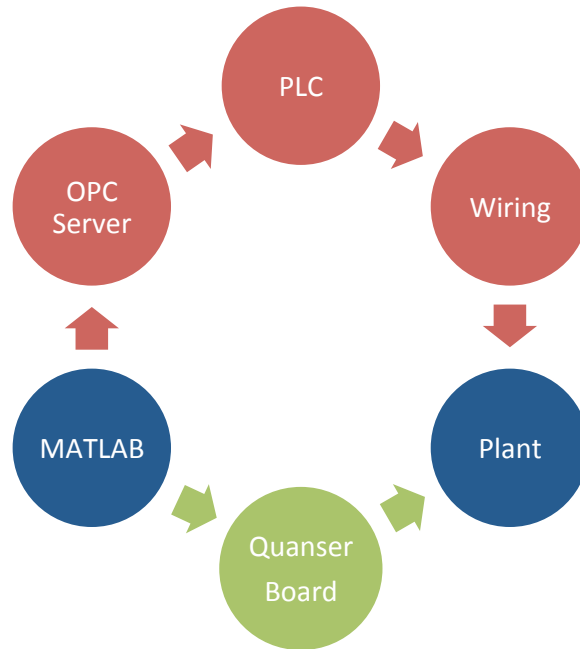 PLC
OPC
Server
Wiring
MATLAB
Plant
Quanser
Board